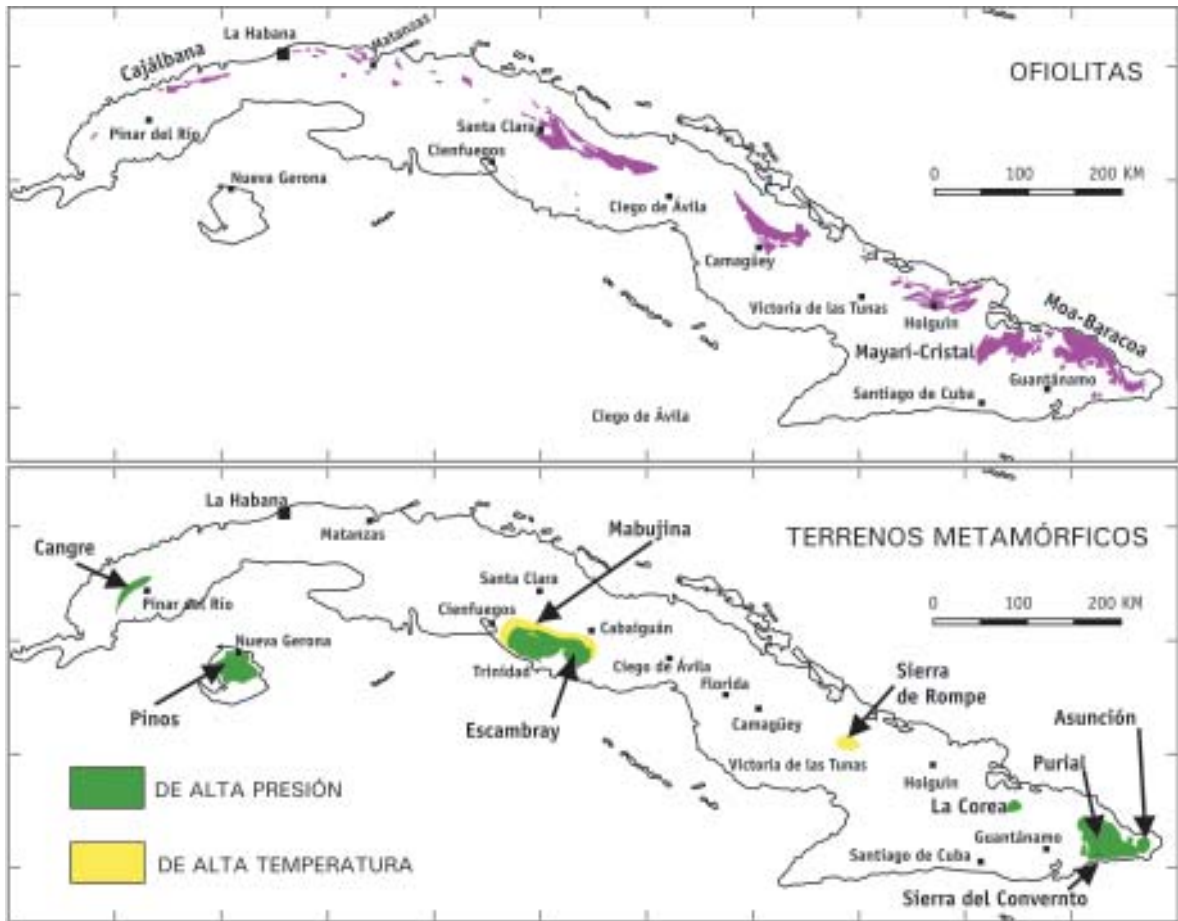 La Habana
Matanzas
Cajálbana
OFIOLITAS
Pinar del Río
Santa Clara
Cienfuegos
Nueva Gerona
0 100 200 KM
Ciego de Ávila
Camagüey
Victoria de las Tunas
Holguín
Moa-Baracoa
Mayarí-Cristal
Guantánamo
Santiago de Cuba
Ciego de Ávila
La Habana
Matanzas
Mabujina
TERRENOS METAMÓRFICOS
Cangre
Santa Clara
Pinar del Río
Cienfuegos
0 100 200 KM
Cabaiguán
Nueva Gerona
Trinidad
Ciego de Ávila
Florida
Sierra
de Rompe
Pinos
Escambray
Camagüey
Asunción
Victoria de las Tunas
Holguín
Purial
DE ALTA PRESIÓN
La Corea
Guantánamo
DE ALTA TEMPERATURA
Santiago de Cuba
Sierra del Convernto